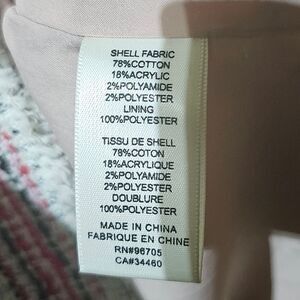 SHELL FABRIC
78%COTTON
18%ACRYLIC
2%POLYAMIDE
2%POLYESTER
LINING
100%POLYESTER
TISSU DE SHELL
78%COTON
18%ACRYLIQUE
2%POLYAMIDE
2%POLYESTER
DOUBLURE
100%POLYESTER
MADE IN CHINA
FABRIQUE EN CHINE
RN#96705
CA#34460